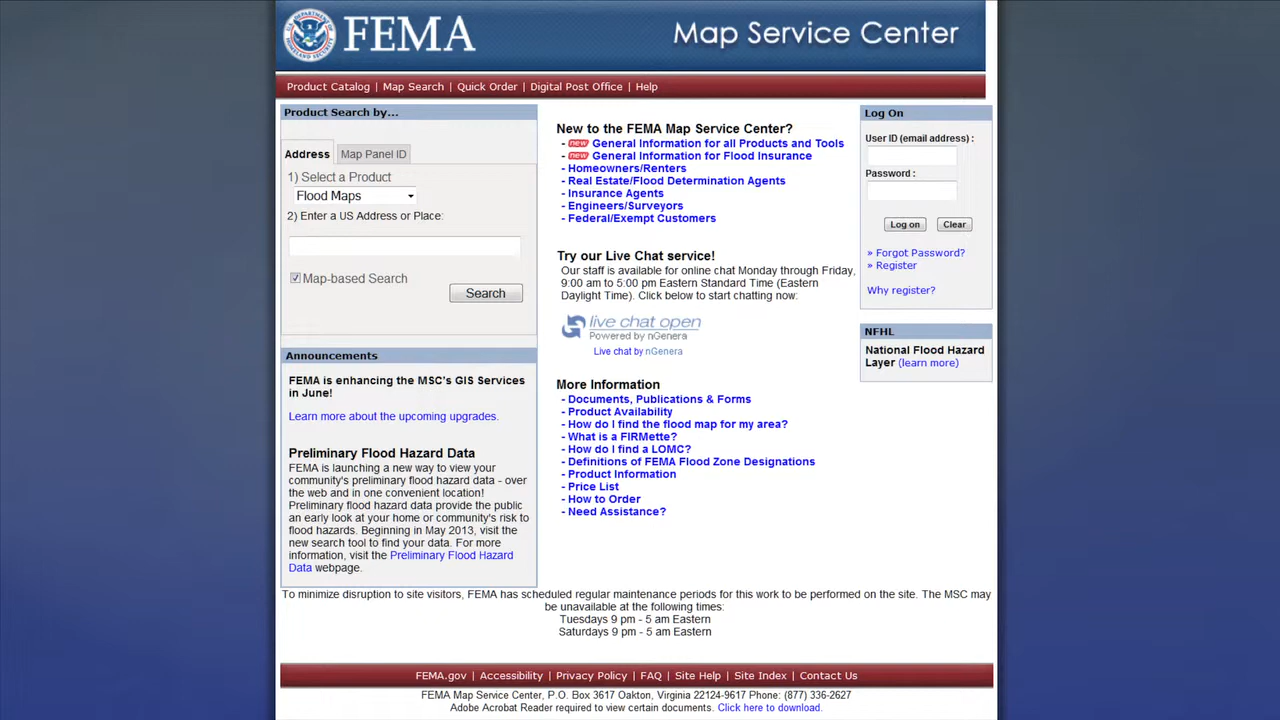 FEMA
Map Service Center
Product Catalog | Map Search | Quick Order | Digital Post Office | Help
Product Search by...
Address
Map Panel ID
1) Select a Product
Flood Maps
2) Enter a US Address or Place:
Map-based Search
Search
Announcements
FEMA is enhancing the MSC's GIS Services
in June!
Learn more about the upcoming upgrades.
Preliminary Flood Hazard Data
FEMA is launching a new way to view your
community's preliminary flood hazard data - over
the web and in one convenient location!
Preliminary flood hazard data provide the public
an early look at your home or community's risk to
flood hazards. Beginning in May 2013, visit the
new search tool to find your data. For more
information, visit the Preliminary Flood Hazard
Data webpage.
New to the FEMA Map Service Center?
- new General Information for all Products and Tools
- new General Information for Flood Insurance
- Homeowners/Renters
- Real Estate/Flood Determination Agents
- Insurance Agents
- Engineers/Surveyors
- Federal/Exempt Customers
Try our Live Chat service!
Our staff is available for online chat Monday through Friday,
9:00 am to 5:00 pm Eastern Standard Time (Eastern
Daylight Time). Click below to start chatting now:
live chat open
Powered by nGenera
Live chat by nGenera
More Information
- Documents, Publications & Forms
- Product Availability
- How do I find the flood map for my area?
- What is a FIRMette?
- How do I find a LOMC?
- Definitions of FEMA Flood Zone Designations
- Product Information
- Price List
- How to Order
- Need Assistance?
Log On
User ID (email address) :
Password :
Log on
Clear
» Forgot Password?
» Register
Why register?
NFHL
National Flood Hazard
Layer (learn more)
To minimize disruption to site visitors, FEMA has scheduled regular maintenance periods for this work to be performed on the site. The MSC may
be unavailable at the following times:
Tuesdays 9 pm - 5 am Eastern
Saturdays 9 pm - 5 am Eastern
FEMA.gov | Accessibility | Privacy Policy | FAQ | Site Help | Site Index | Contact Us
FEMA Map Service Center, P.O. Box 3617 Oakton, Virginia 22124-9617 Phone: (877) 336-2627
Adobe Acrobat Reader required to view certain documents. Click here to download.